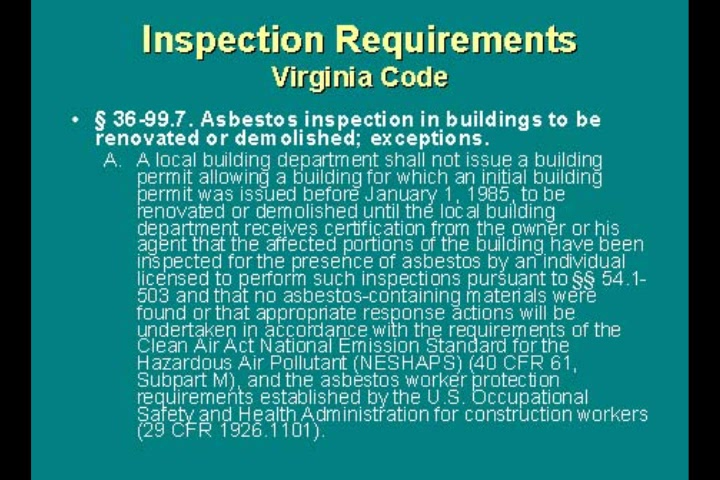 Inspection Requirements
Virginia Code
• § 36-99.7. Asbestos inspection in buildings to be
renovated or demolished; exceptions.
A. A local building department shall not issue a building
permit allowing a building for which an initial building
permit was issued before January 1, 1985, to be
renovated or demolished until the local building
department receives certification from the owner or his
agent that the affected portions of the building have been
inspected for the presence of asbestos by an individual
licensed to perform such inspections pursuant to §§ 54.1-
503 and that no asbestos-containing materials were
found or that appropriate response actions will be
undertaken in accordance with the requirements of the
Clean Air Act National Emission Standard for the
Hazardous Air Pollutant (NESHAPS) (40 CFR 61,
Subpart M), and the asbestos worker protection
requirements established by the U.S. Occupational
Safety and Health Administration for construction workers
(29 CFR 1926.1101).